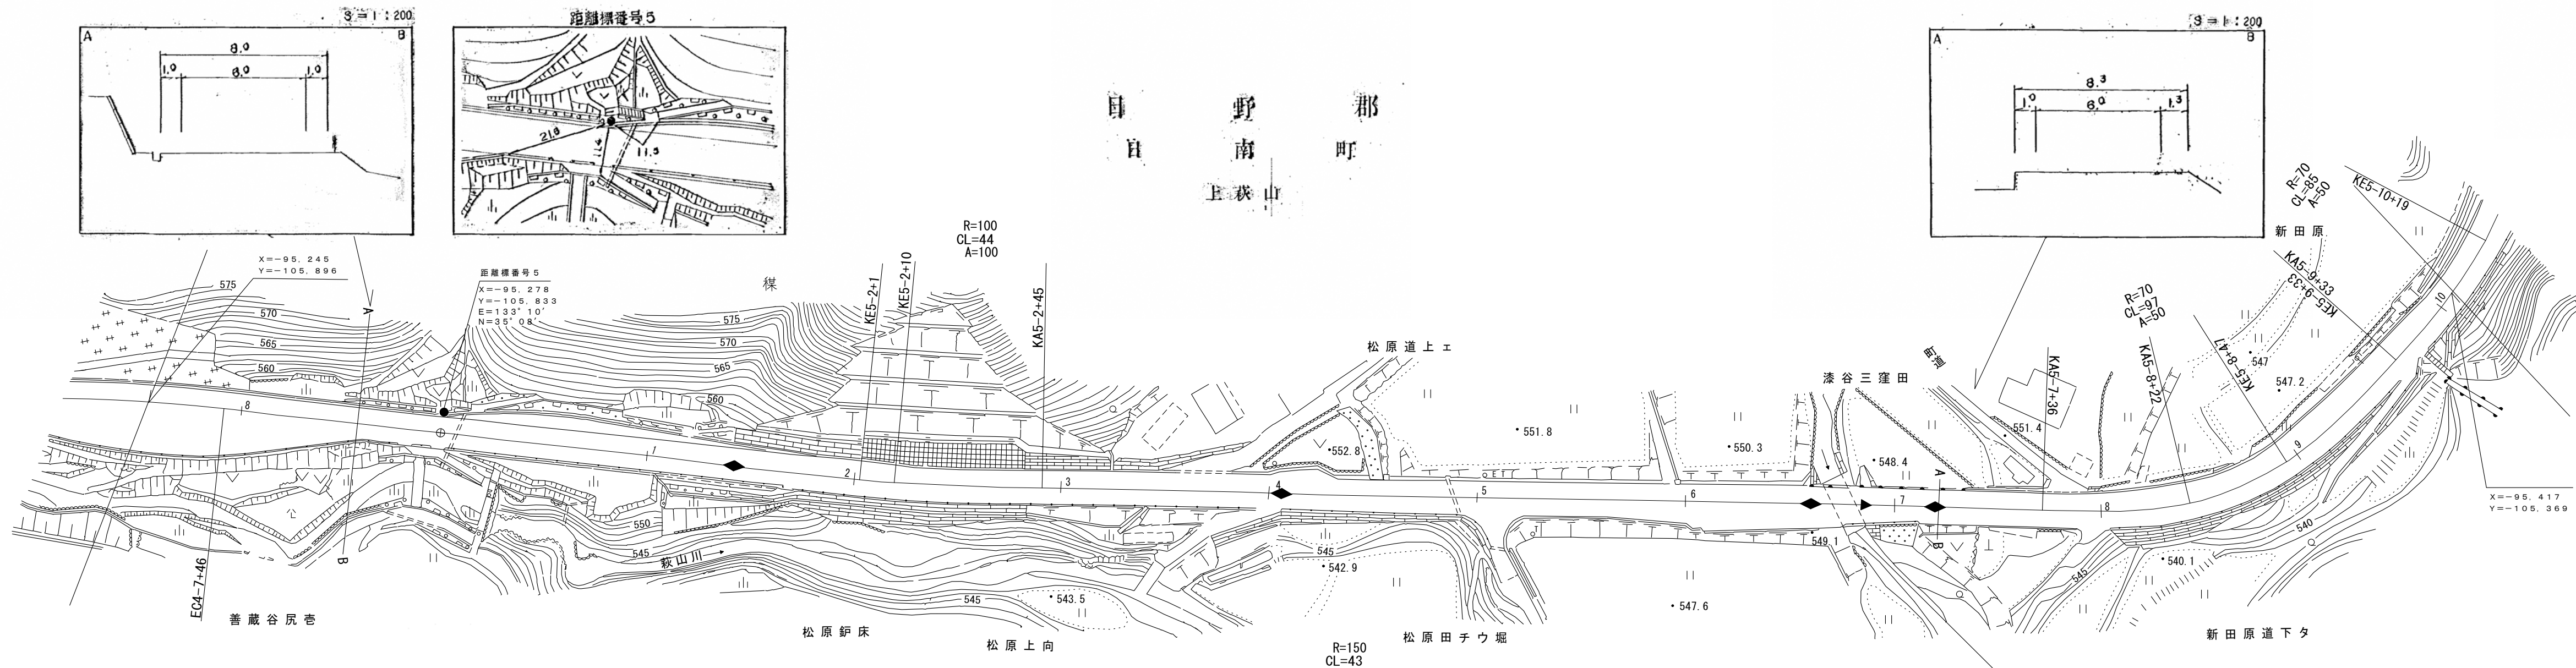 S=1:200
A
B
8.0
1.0
6.0
1.0
距離標番号5
21.8
11.5
日野郡
日南町
上萩山
S=1:200
A
B
8.3
1.0
6.0
1.3
X=-95,245
Y=-105,896
距離標番号5
X=-95,278
Y=-105,833
E=133°10′
N=35°08′
R=100
CL=44
A=100
KE5-2+1
KE5-2+10
KA5-2+45
575
570
565
560
575
570
565
560
A
B
8
1
2
3
4
5
6
7
8
9
10
松原道上ェ
552.8
551.8
550.3
漆谷三窪田
町道
551.4
548.4
A
B
KA5-7+36
KA5-8+22
R=70
CL=97
A=50
KE5-8+47
KA5-9+33
KE5-9+33
新田原
R=70
CL=85
A=50
KE5-10+19
547
547.2
X=-95,417
Y=-105,369
EC4-7+46
善蔵谷尻壱
550
545
萩山川
545
543.5
545
542.9
549.1
547.6
545
540.1
540
松原鈩床
松原上向
R=150
CL=43
松原田チウ堀
新田原道下タ